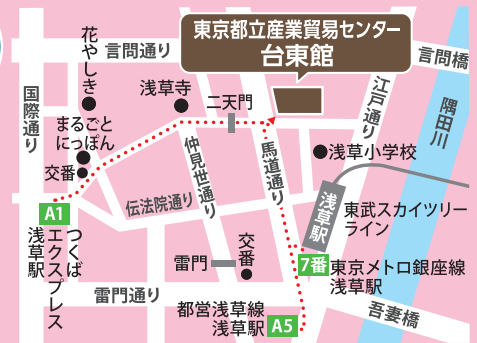 東京都立産業貿易センター
台東館
花やしき
言問通り
言問橋
国際通り
浅草寺
二天門
江戸通り
隅田川
まるごと
にっぽん
交番
仲見世通り
馬道通り
浅草小学校
伝法院通り
A1
つくば
エクスプレス
浅草駅
浅草駅
東武スカイツリー
ライン
交番
雷門
7番
東京メトロ銀座線
浅草駅
雷門通り
都営浅草線
浅草駅
A5
吾妻橋